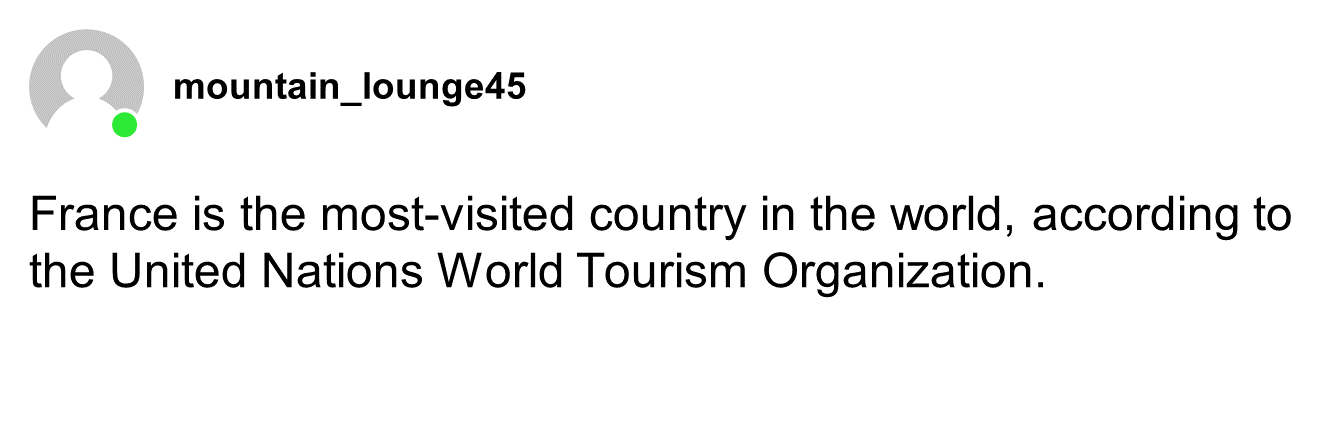 mountain_lounge45
France is the most-visited country in the world, according to
the United Nations World Tourism Organization.